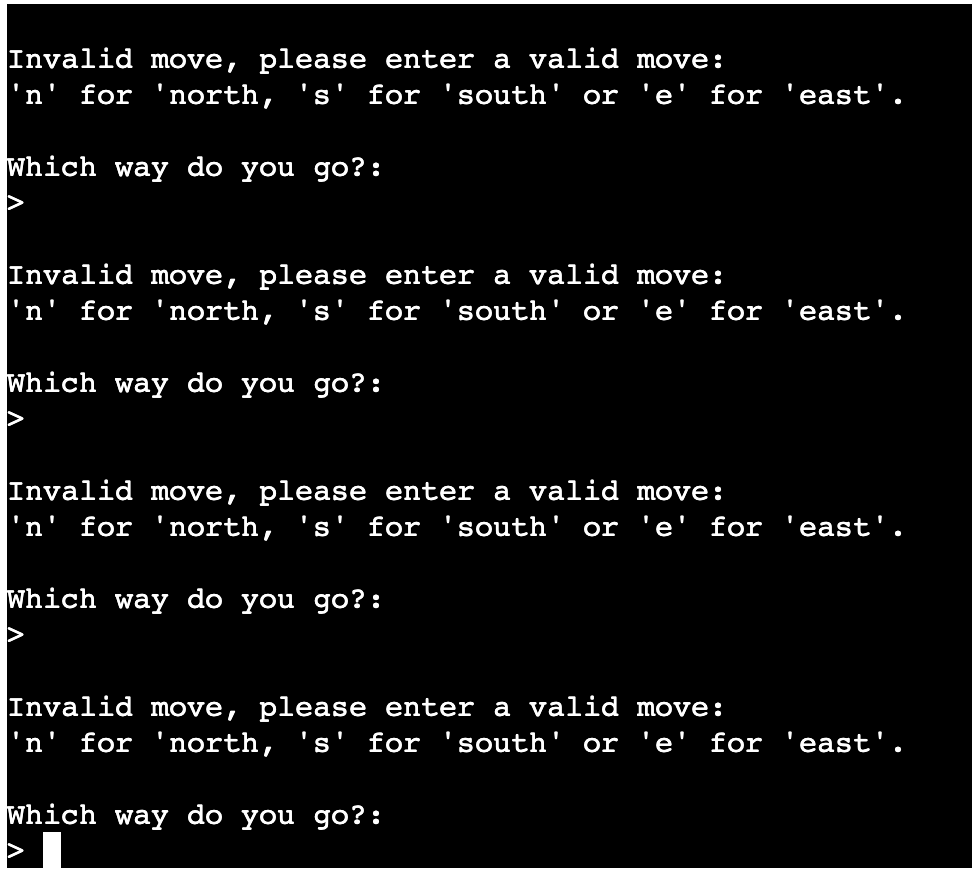 Invalid move, please enter a valid move:
'n' for 'north, 's' for 'south' or 'e' for 'east'.
Which way do you go?:
>
Invalid move, please enter a valid move:
'n' for 'north, 's' for 'south' or 'e' for 'east'.
Which way do you go?:
>
Invalid move, please enter a valid move:
'n' for 'north, 's' for 'south' or 'e' for 'east'.
Which way do you go?:
>
Invalid move, please enter a valid move:
'n' for 'north, 's' for 'south' or 'e' for 'east'.
Which way do you go?:
>